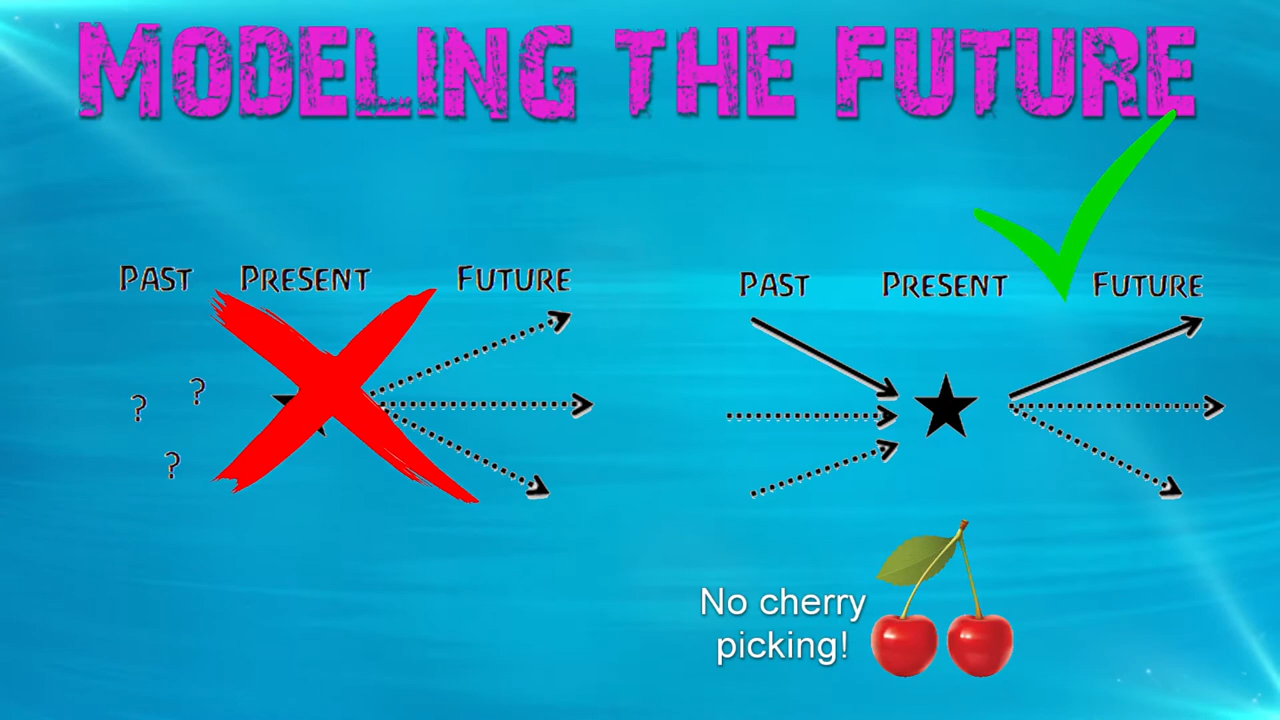 MODELING THE FUTURE
PAST PRESENT FUTURE
PAST PRESENT FUTURE
?
?
?
No cherry
picking!